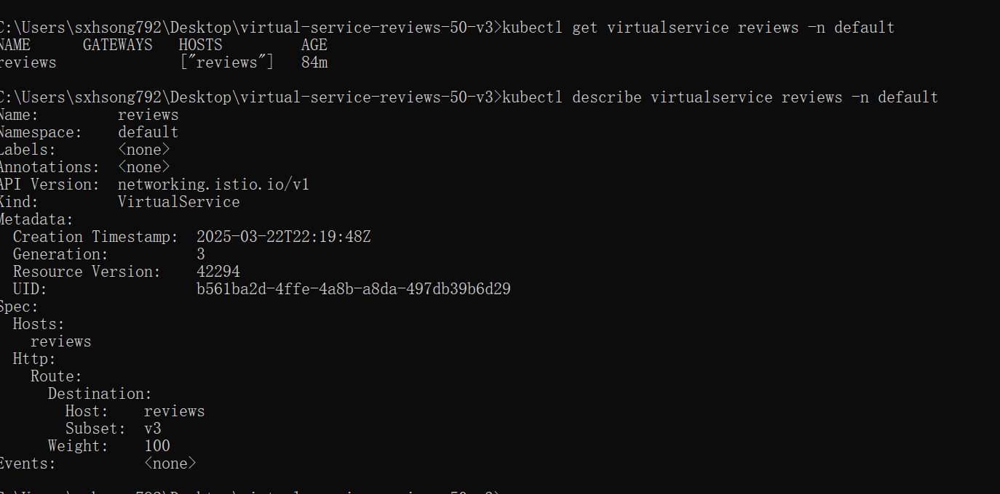 C:\Users\sxhsong792\Desktop\virtual-service-reviews-50-v3>kubectl get virtualservice reviews -n default
NAME      GATEWAYS   HOSTS         AGE
reviews              ["reviews"]   84m
C:\Users\sxhsong792\Desktop\virtual-service-reviews-50-v3>kubectl describe virtualservice reviews -n default
Name:         reviews
Namespace:    default
Labels:       <none>
Annotations:  <none>
API Version:  networking.istio.io/v1
Kind:         VirtualService
Metadata:
  Creation Timestamp:  2025-03-22T22:19:48Z
  Generation:          3
  Resource Version:    42294
  UID:                 b561ba2d-4ffe-4a8b-a8da-497db39b6d29
Spec:
  Hosts:
    reviews
  Http:
    Route:
      Destination:
        Host:    reviews
        Subset:  v3
      Weight:    100
Events:          <none>
C:\Users\sxhsong792\Desktop\virtual-service-reviews-50-v3>